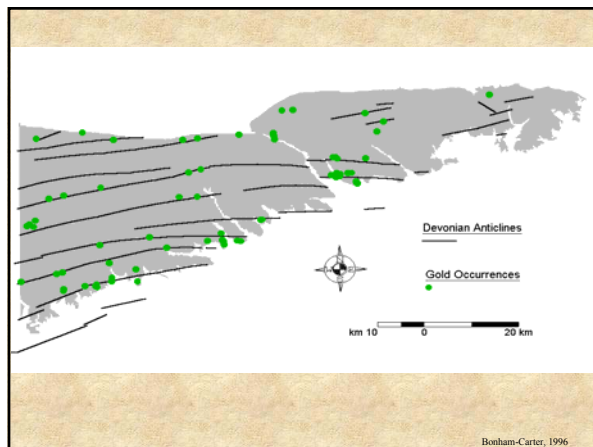 Devonian Anticlines
Gold Occurrences
km 10 0 20 km
Bonham-Carter, 1996